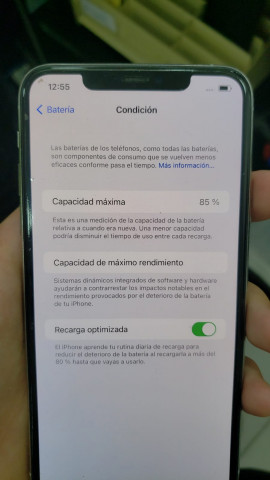 12:55
Batería
Condición
Las baterías de los teléfonos, como todas las baterías,
son componentes de consumo que se vuelven menos
eficaces conforme pasa el tiempo. Más información...
Capacidad máxima 85 %
Esta es una medición de la capacidad de la batería
relativa a cuando era nueva. Una menor capacidad
podría disminuir el tiempo de uso entre cada recarga.
Capacidad de máximo rendimiento
Sistemas dinámicos integrados de software y hardware
ayudarán a contrarrestar los impactos notables en el
rendimiento provocados por el deterioro de la batería
de tu iPhone.
Recarga optimizada
El iPhone aprende tu rutina diaria de recarga para
reducir el deterioro de la batería al recargarla a más del
80 % hasta que vayas a usarlo.